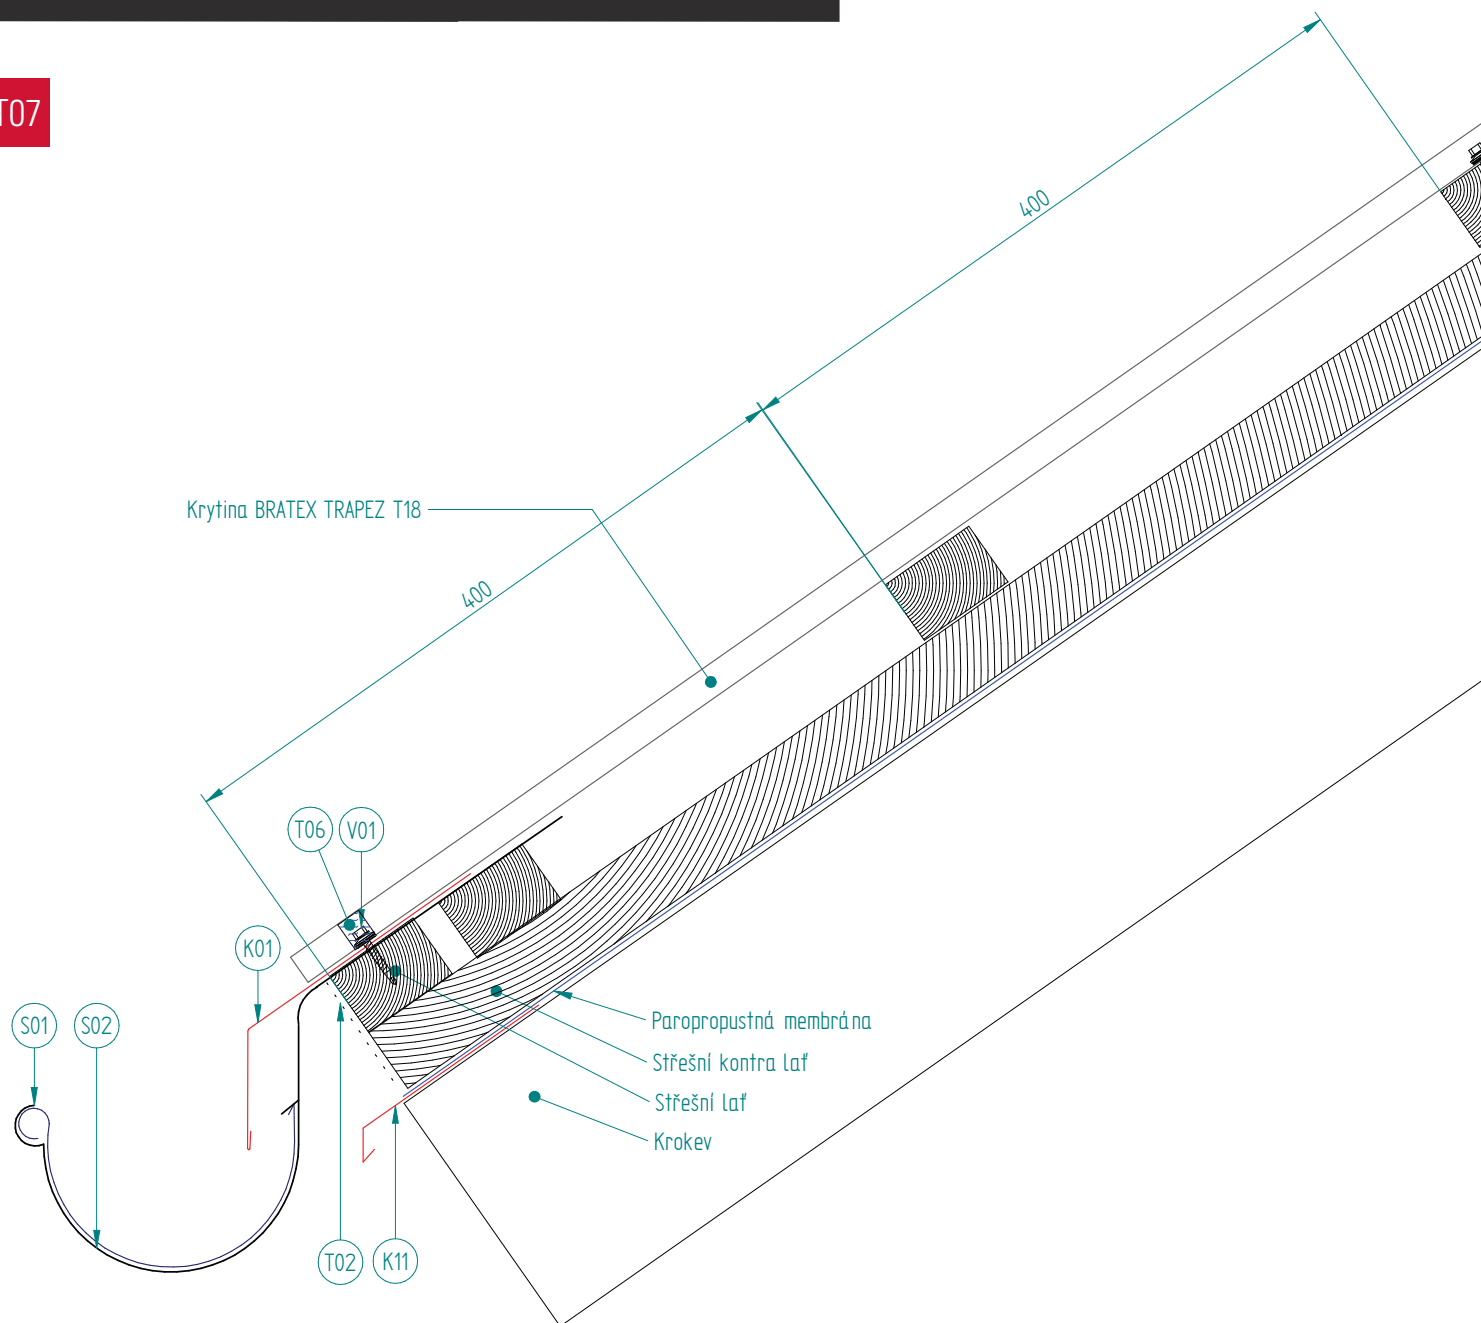 T07
400
Krytina BRATEX TRAPEZ T18
400
T06
V01
K01
S01
S02
Paropropustná membrána
Střešní kontra lať
Střešní lať
Krokev
T02
K11